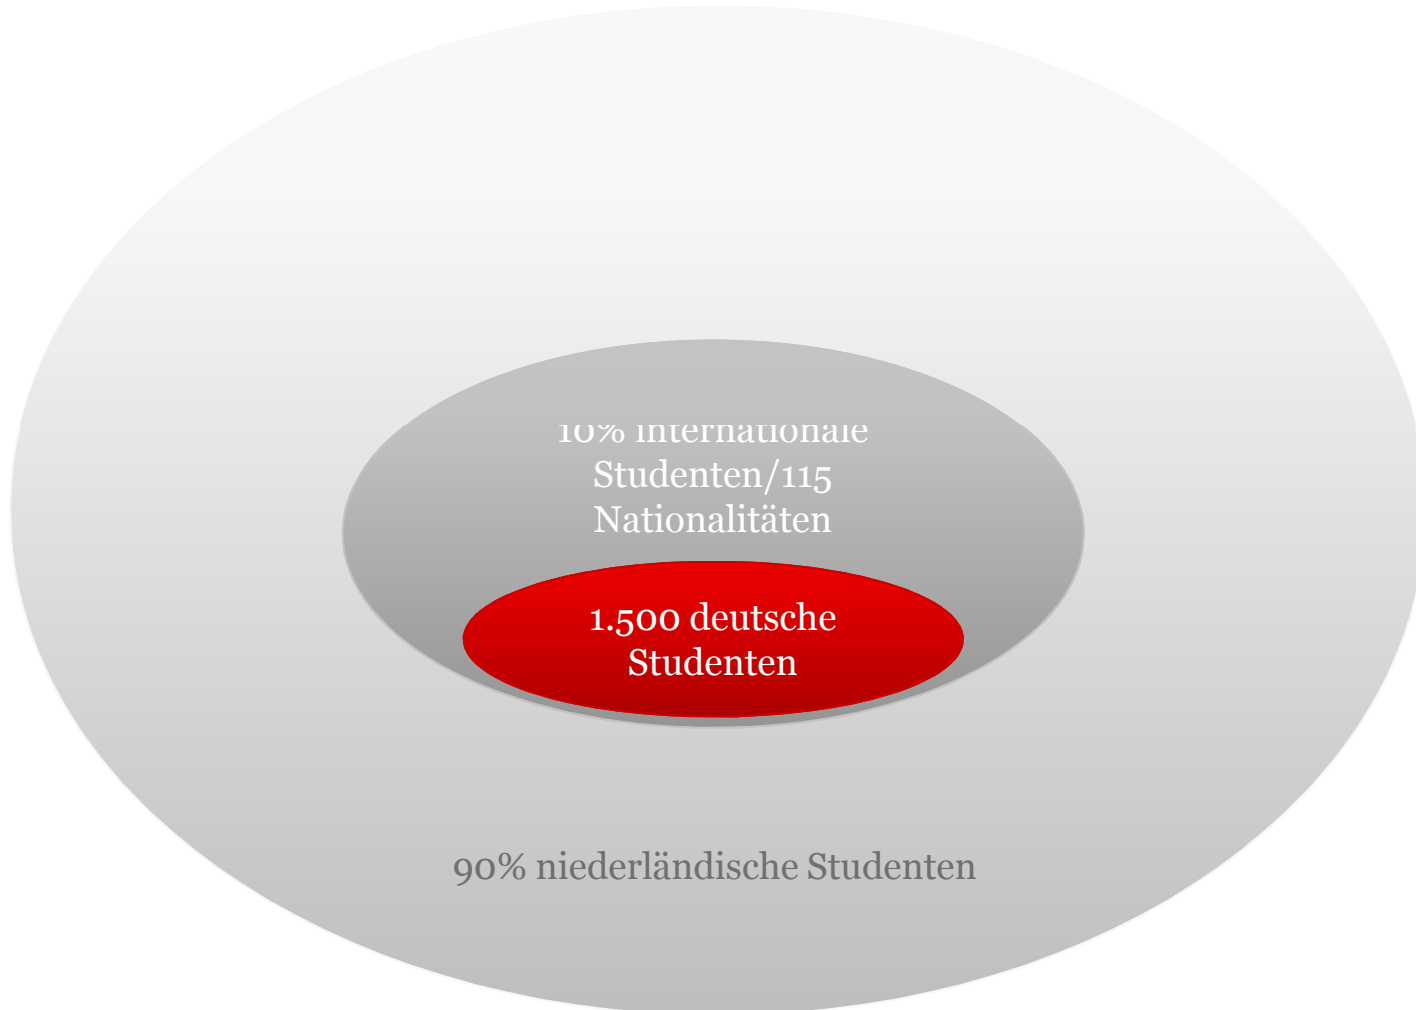 10% internationale
Studenten/115
Nationalitäten
1.500 deutsche
Studenten
90% niederländische Studenten